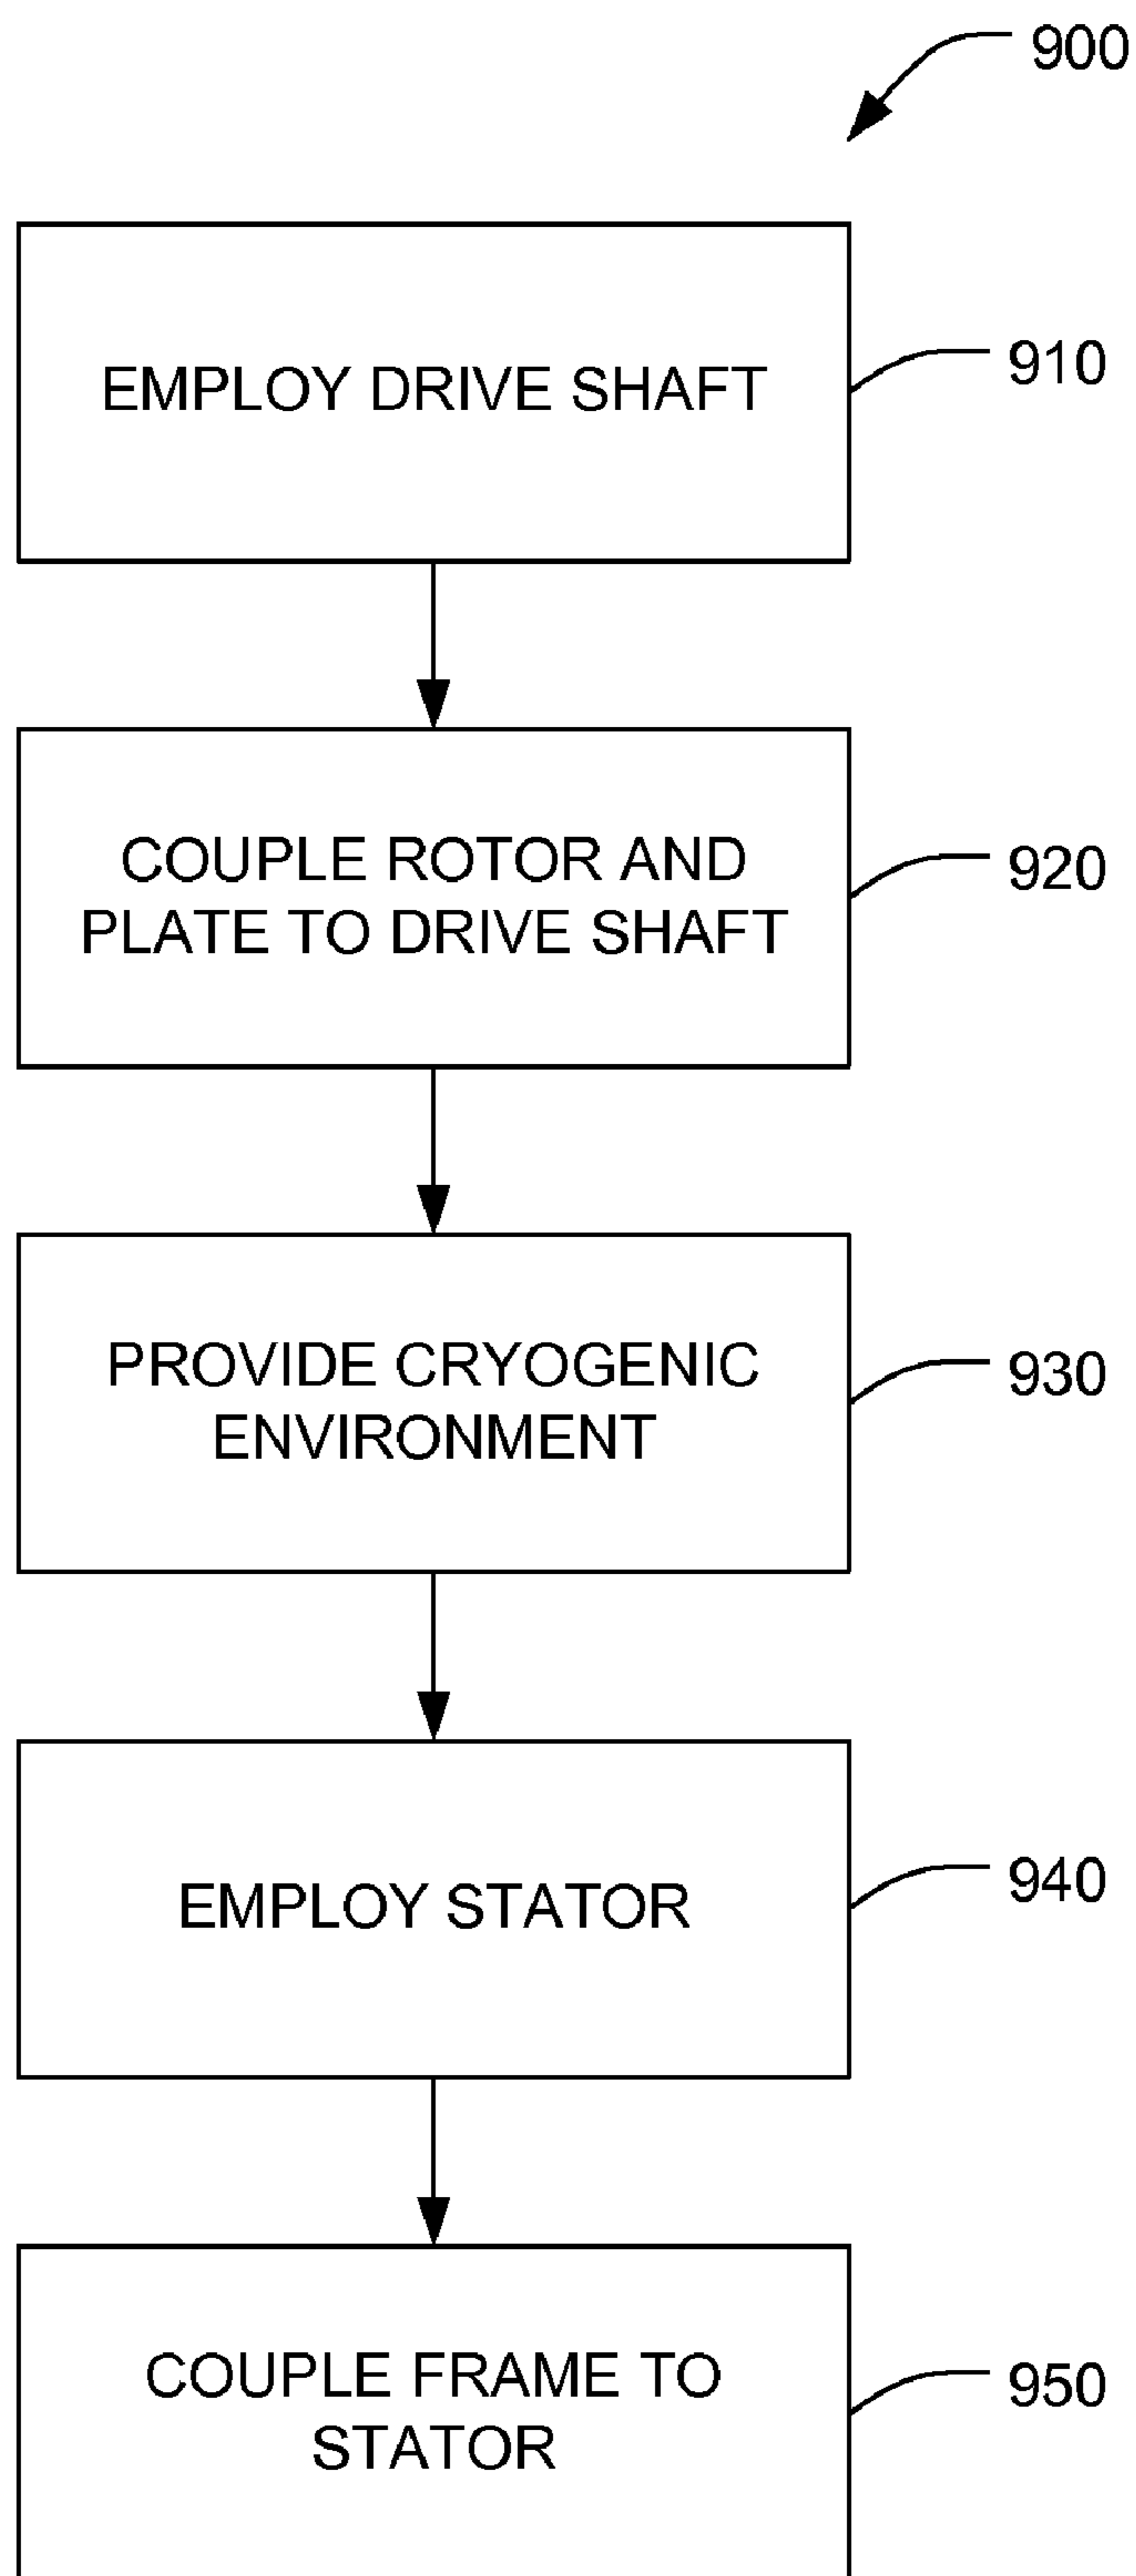 900
EMPLOY DRIVE SHAFT
910
COUPLE ROTOR AND
PLATE TO DRIVE SHAFT
920
PROVIDE CRYOGENIC
ENVIRONMENT
930
EMPLOY STATOR
940
COUPLE FRAME TO
STATOR
950